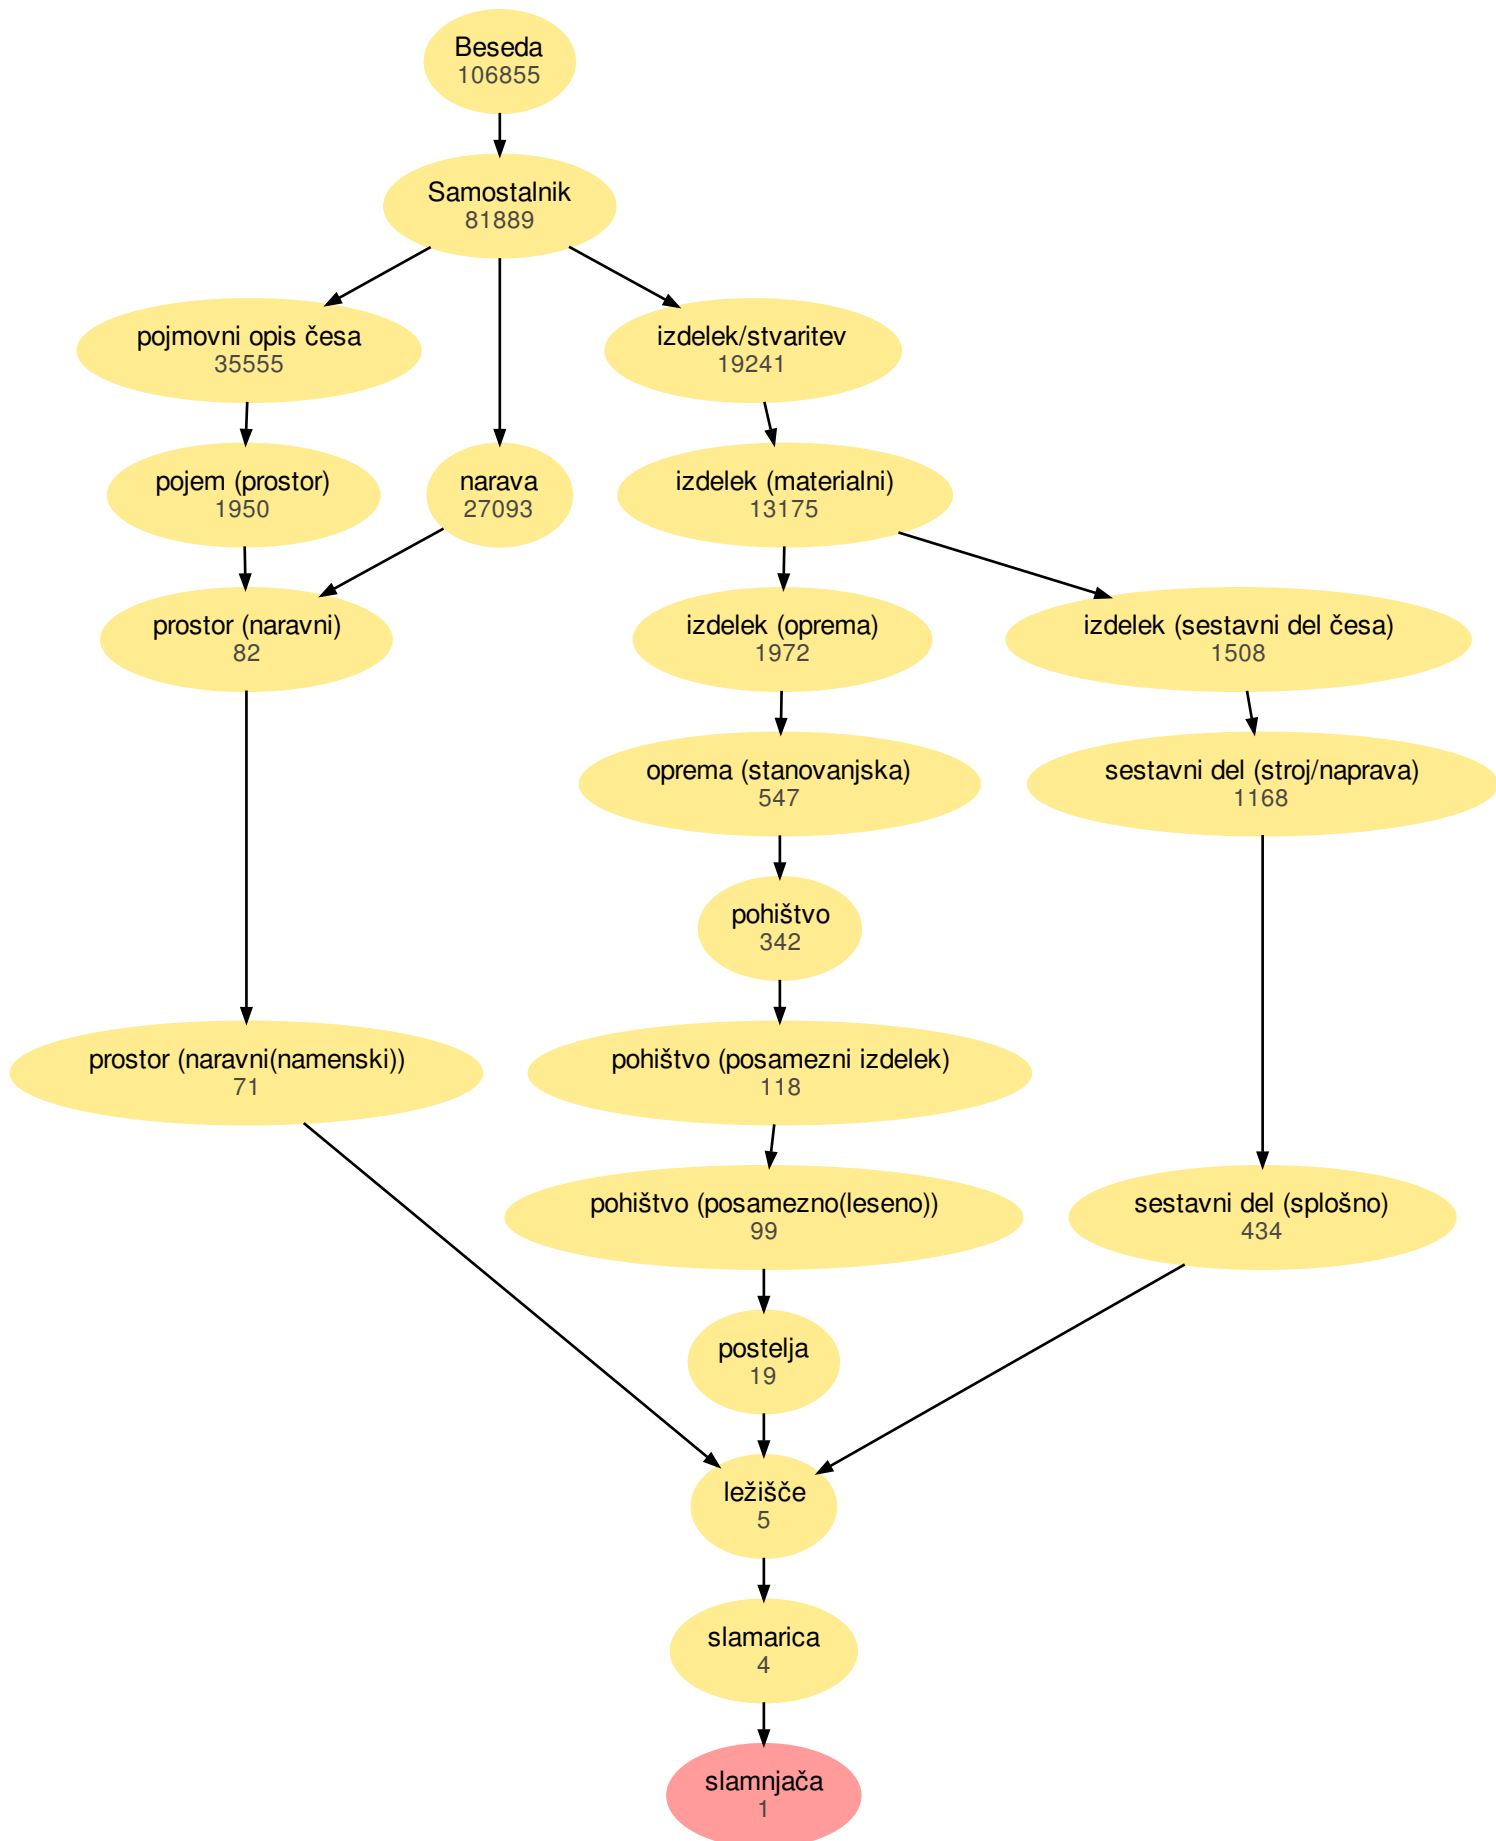 Beseda
106855
Samostalnik
81889
pojmovni opis česa
35555
izdelek/stvaritev
19241
pojem (prostor)
1950
narava
27093
izdelek (materialni)
13175
prostor (naravni)
82
izdelek (oprema)
1972
izdelek (sestavni del česa)
1508
oprema (stanovanjska)
547
sestavni del (stroj/naprava)
1168
pohištvo
342
prostor (naravni(namenski))
71
pohištvo (posamezni izdelek)
118
pohištvo (posamezno(leseno))
99
sestavni del (splošno)
434
postelja
19
ležišče
5
slamarica
4
slamnjača
1